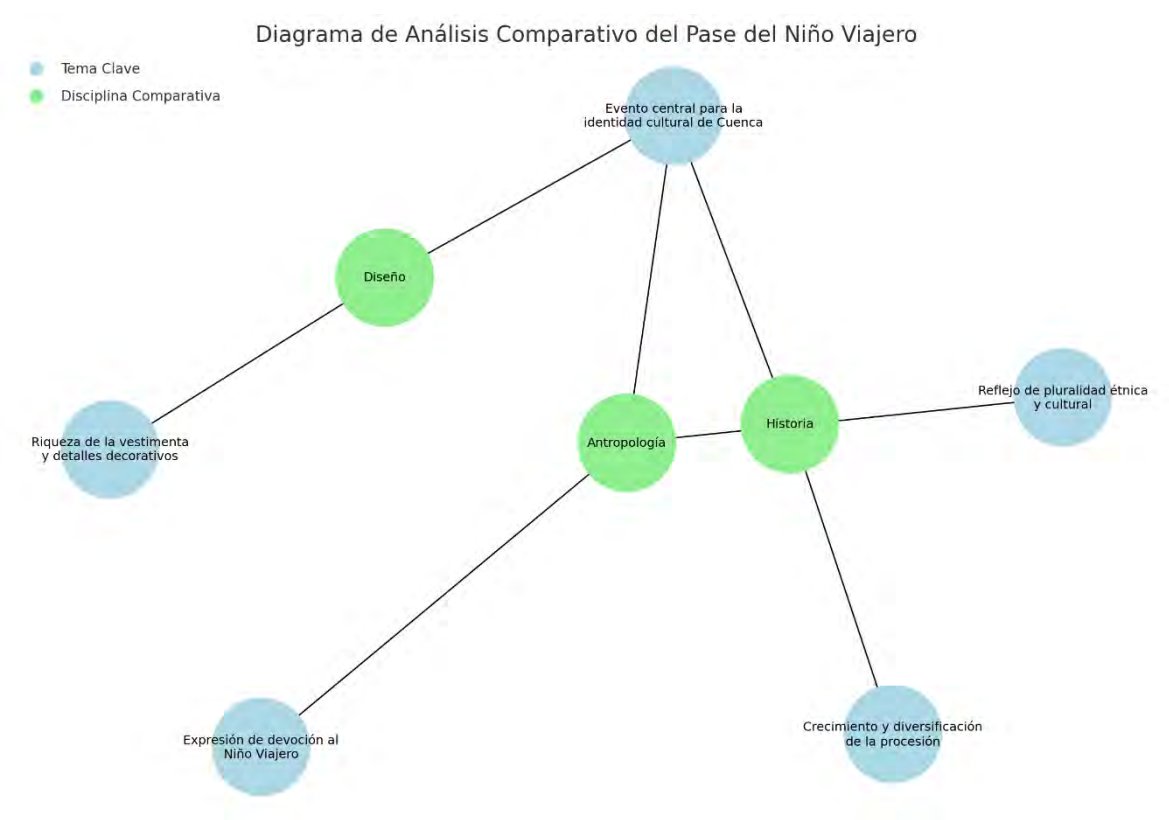 Diagrama de Análisis Comparativo del Pase del Niño Viajero
Tema Clave
Disciplina Comparativa
Evento central para la
identidad cultural de Cuenca
Diseño
Reflejo de pluralidad étnica
y cultural
Historia
Antropología
Riqueza de la vestimenta
y detalles decorativos
Crecimiento y diversificación
de la procesión
Expresión de devoción al
Niño Viajero